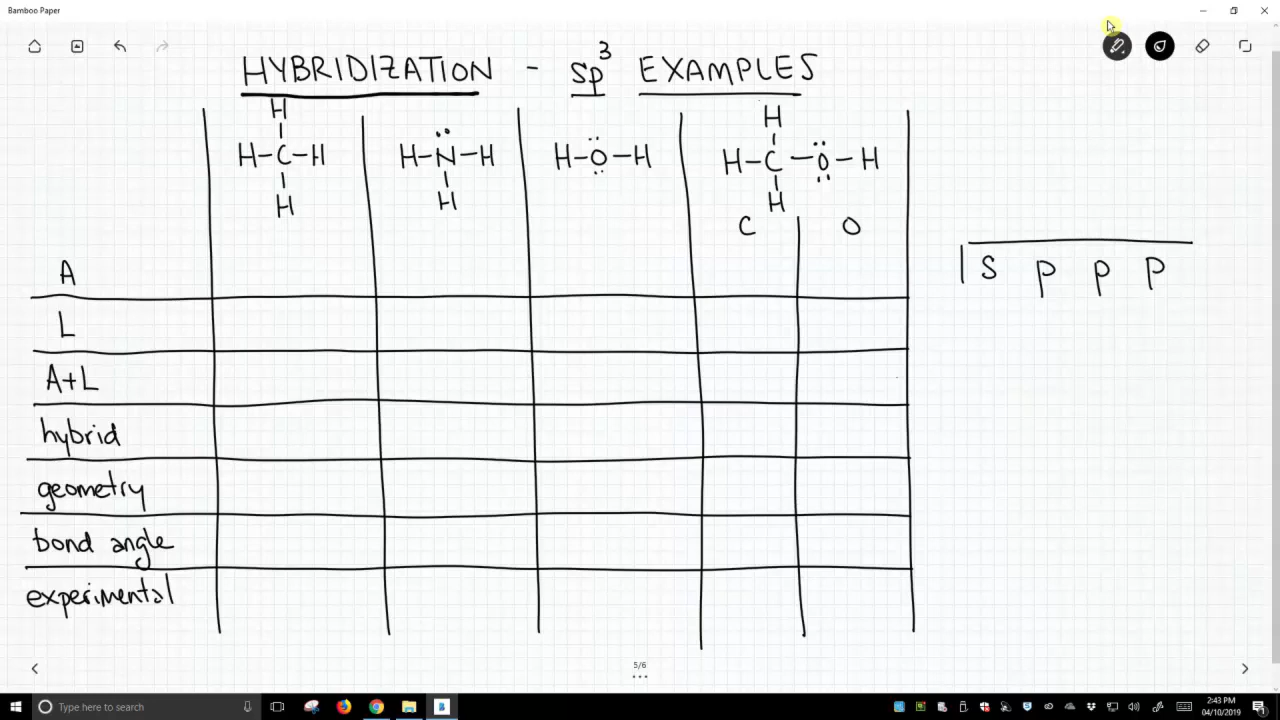 Bamboo Paper
HYBRIDIZATION - sp³ EXAMPLES
H
H-C-H
H
H-N-H
H
H-O-H
H
H-C-O-H
H
C O
A
L
A+L
hybrid
geometry
bond angle
experimental
s p p p
5/6
Type here to search
2:43 PM
04/10/2019